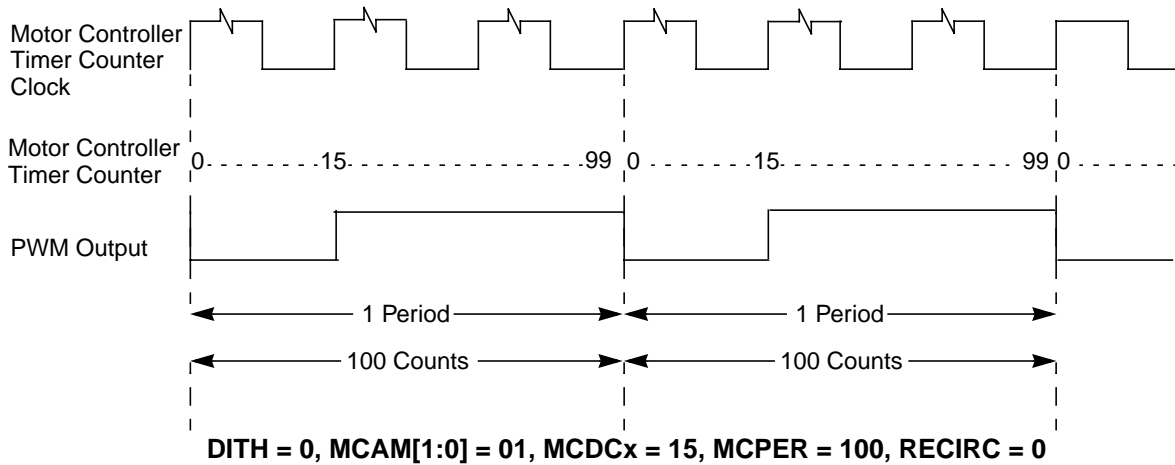 Motor Controller
Timer Counter
Clock
Motor Controller
Timer Counter
0 15 99 0 15 99 0
PWM Output
1 Period 1 Period
100 Counts 100 Counts
DITH = 0, MCAM[1:0] = 01, MCDCx = 15, MCPER = 100, RECIRC = 0